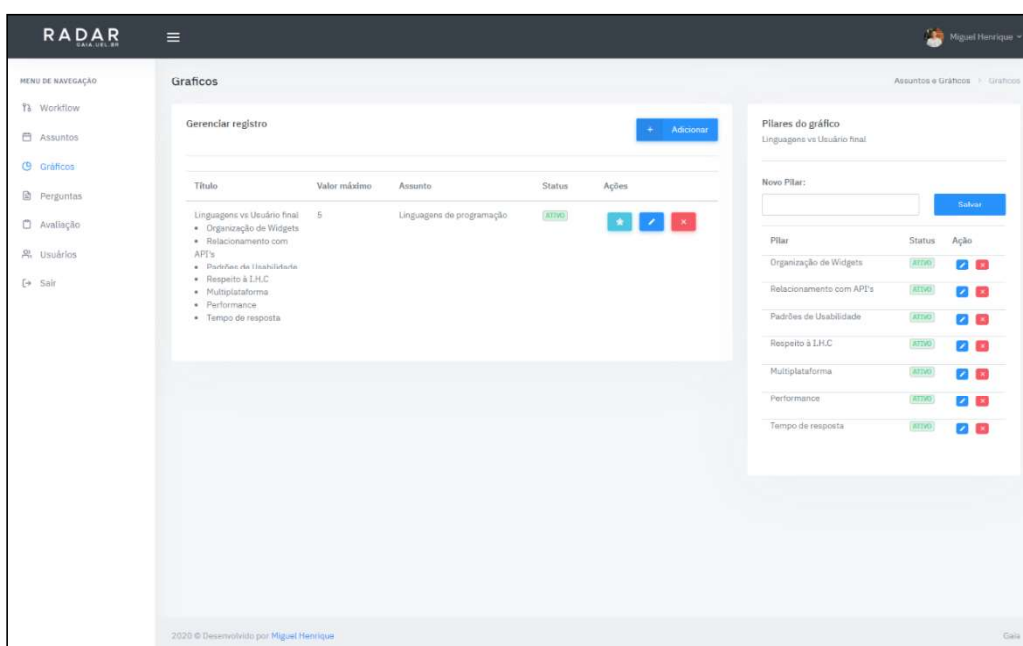 RADAR
GAIA.UEL.BR
Miguel Henrique
MENU DE NAVEGAÇÃO
Workflow
Assuntos
Gráficos
Perguntas
Avaliação
Usuários
Sair
Graficos
Assuntos e Gráficos
Graficos
Gerenciar registro
+ Adicionar
Título Valor máximo Assunto Status Ações
Linguagens vs Usuário final 5 Linguagens de programação ATIVO
• Organização de Widgets
• Relacionamento com
API's
• Padrões de Usabilidade
• Respeito à I.H.C
• Multiplataforma
• Performance
• Tempo de resposta
Pilares do gráfico
Linguagens vs Usuário final
Novo Pilar:
Salvar
Pilar Status Ação
Organização de Widgets ATIVO
Relacionamento com API's ATIVO
Padrões de Usabilidade ATIVO
Respeito à I.H.C ATIVO
Multiplataforma ATIVO
Performance ATIVO
Tempo de resposta ATIVO
2020 © Desenvolvido por Miguel Henrique
Gaia